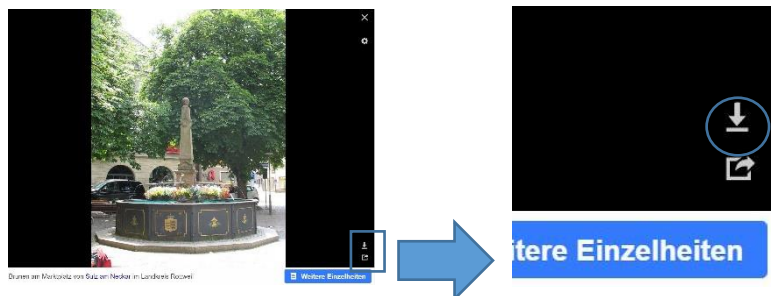 Brunnen am Marktplatz von Sulz am Neckar im Landkreis Rottweil
Weitere Einzelheiten
itere Einzelheiten